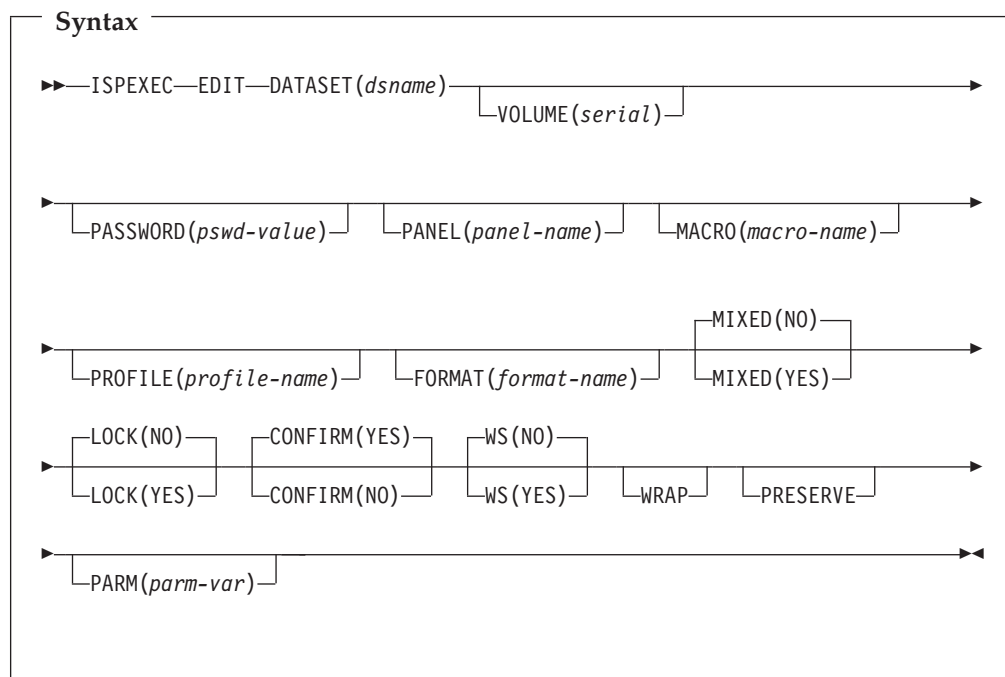 Syntax
ISPEXEC EDIT DATASET(dsname)
VOLUME(serial)
PASSWORD(pswd-value) PANEL(panel-name) MACRO(macro-name)
MIXED(NO)
PROFILE(profile-name) FORMAT(format-name) MIXED(YES)
LOCK(NO) CONFIRM(YES) WS(NO)
LOCK(YES) CONFIRM(NO) WS(YES) WRAP PRESERVE
PARM(parm-var)